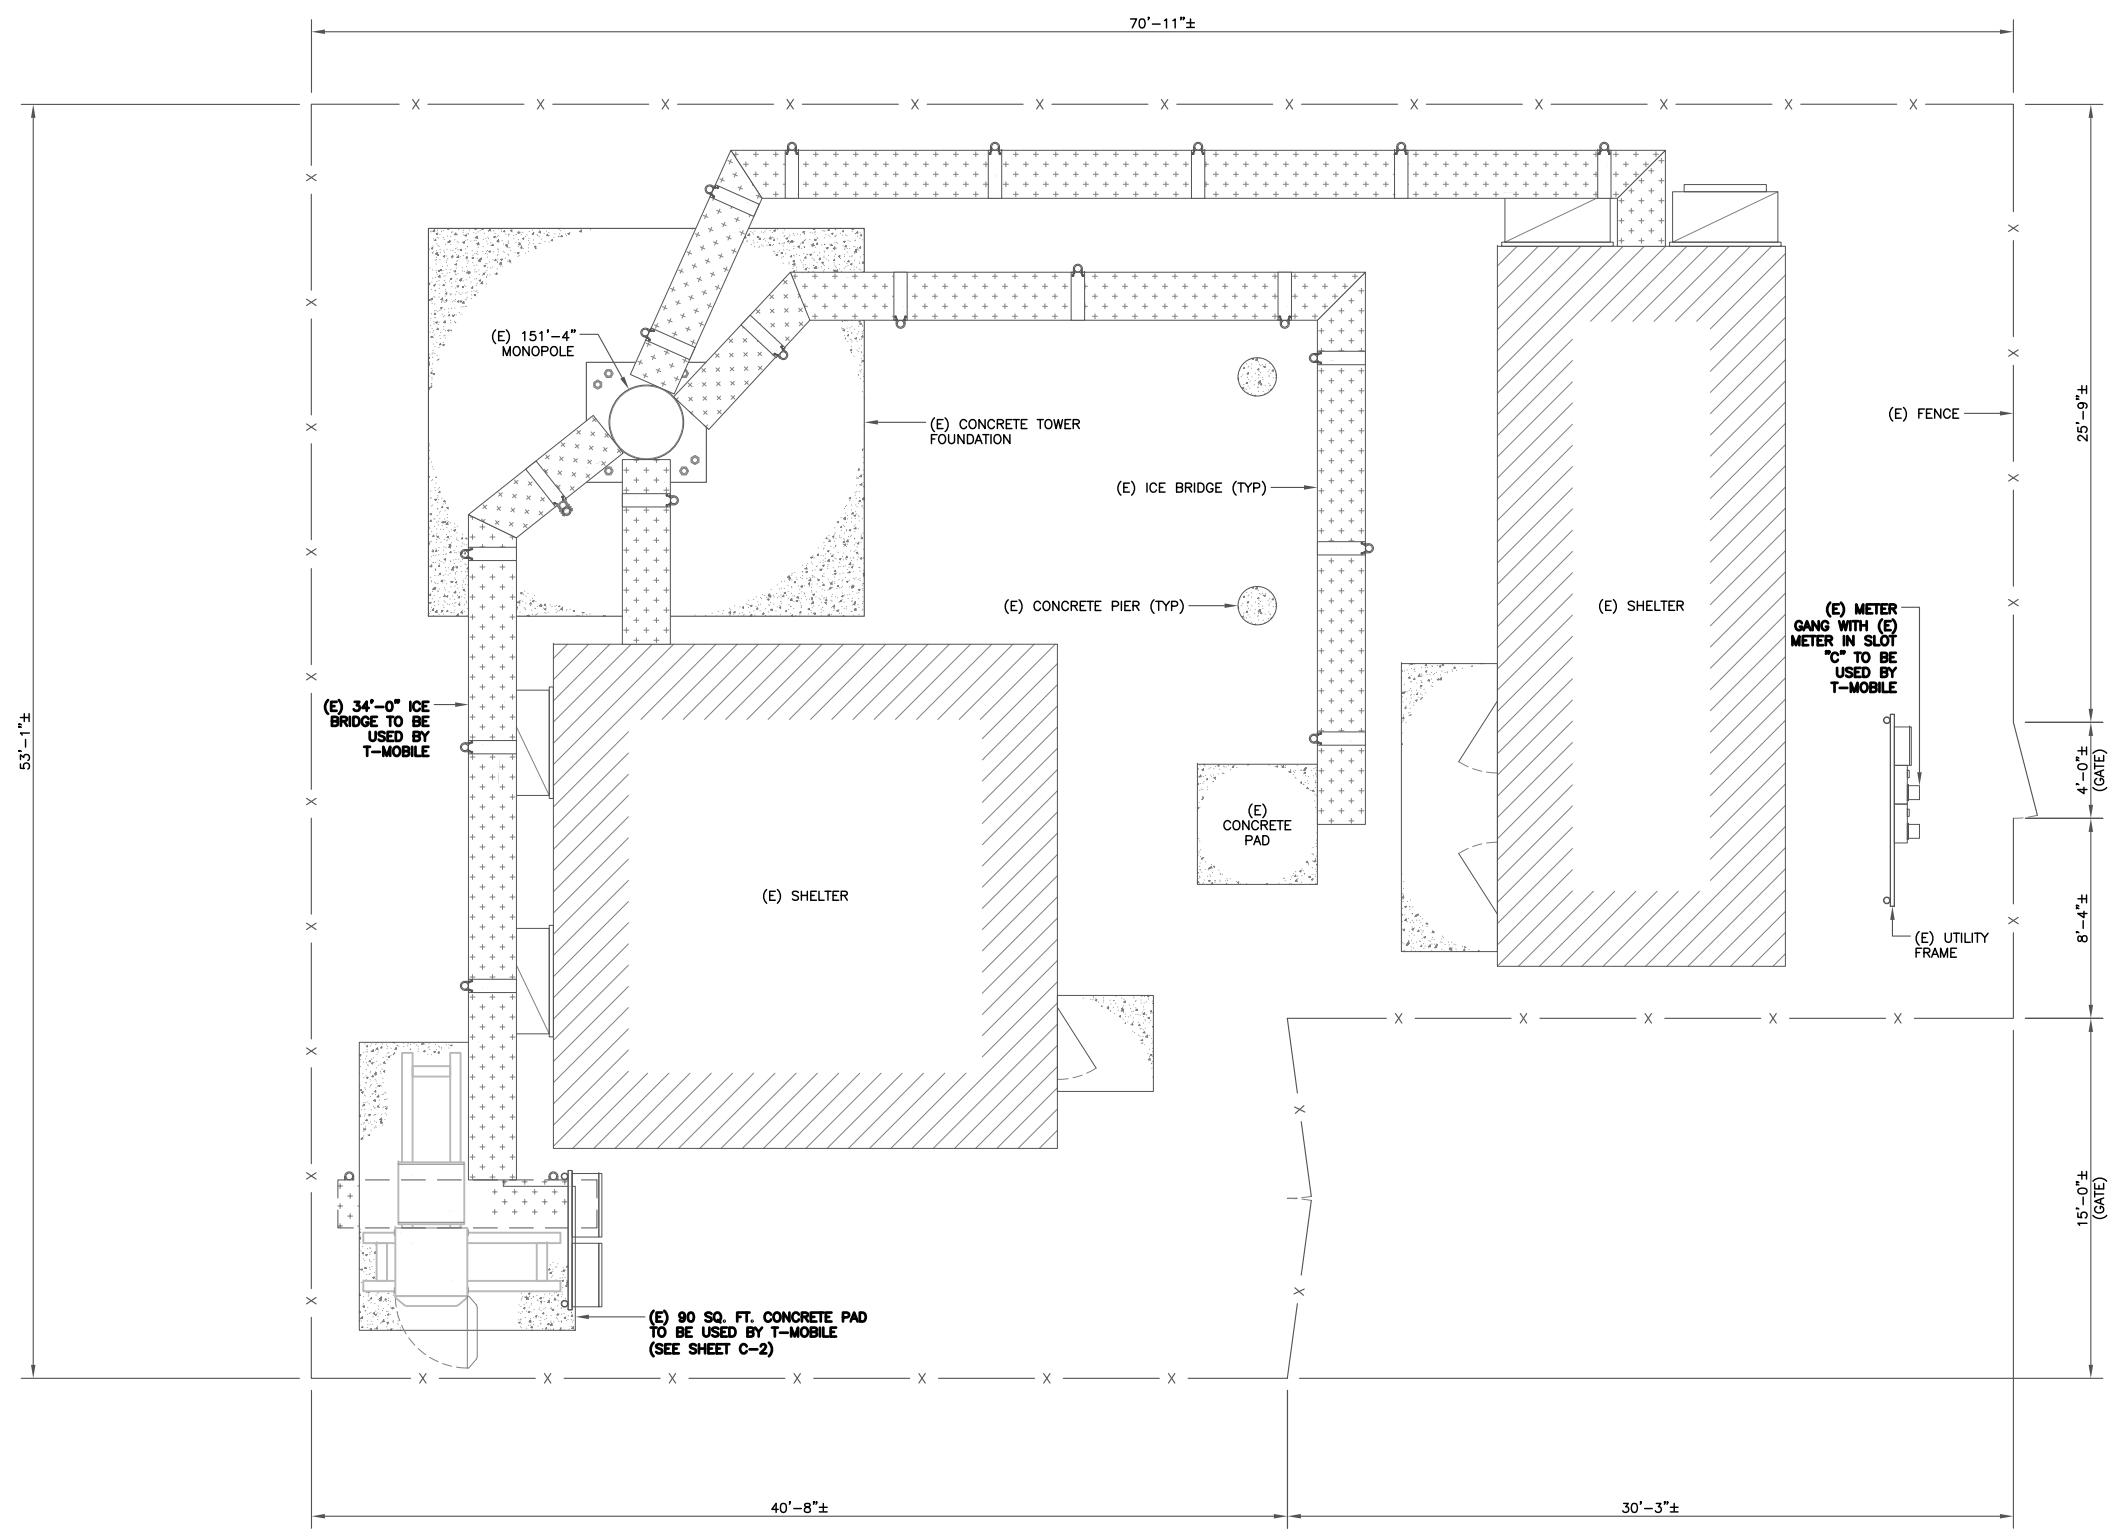 70'-11"±
(E) 151'-4"
MONOPOLE
(E) CONCRETE TOWER
FOUNDATION
(E) FENCE
25'-9"±
(E) ICE BRIDGE (TYP)
(E) CONCRETE PIER (TYP)
(E) SHELTER
(E) METER
GANG WITH (E)
METER IN SLOT
"C" TO BE
USED BY
T-MOBILE
(E) 34'-0" ICE
BRIDGE TO BE
USED BY
T-MOBILE
53'-1"±
4'-0"±
(GATE)
(E)
CONCRETE
PAD
(E) SHELTER
8'-4"±
(E) UTILITY
FRAME
15'-0"±
(GATE)
(E) 90 SQ. FT. CONCRETE PAD
TO BE USED BY T-MOBILE
(SEE SHEET C-2)
40'-8"±
30'-3"±